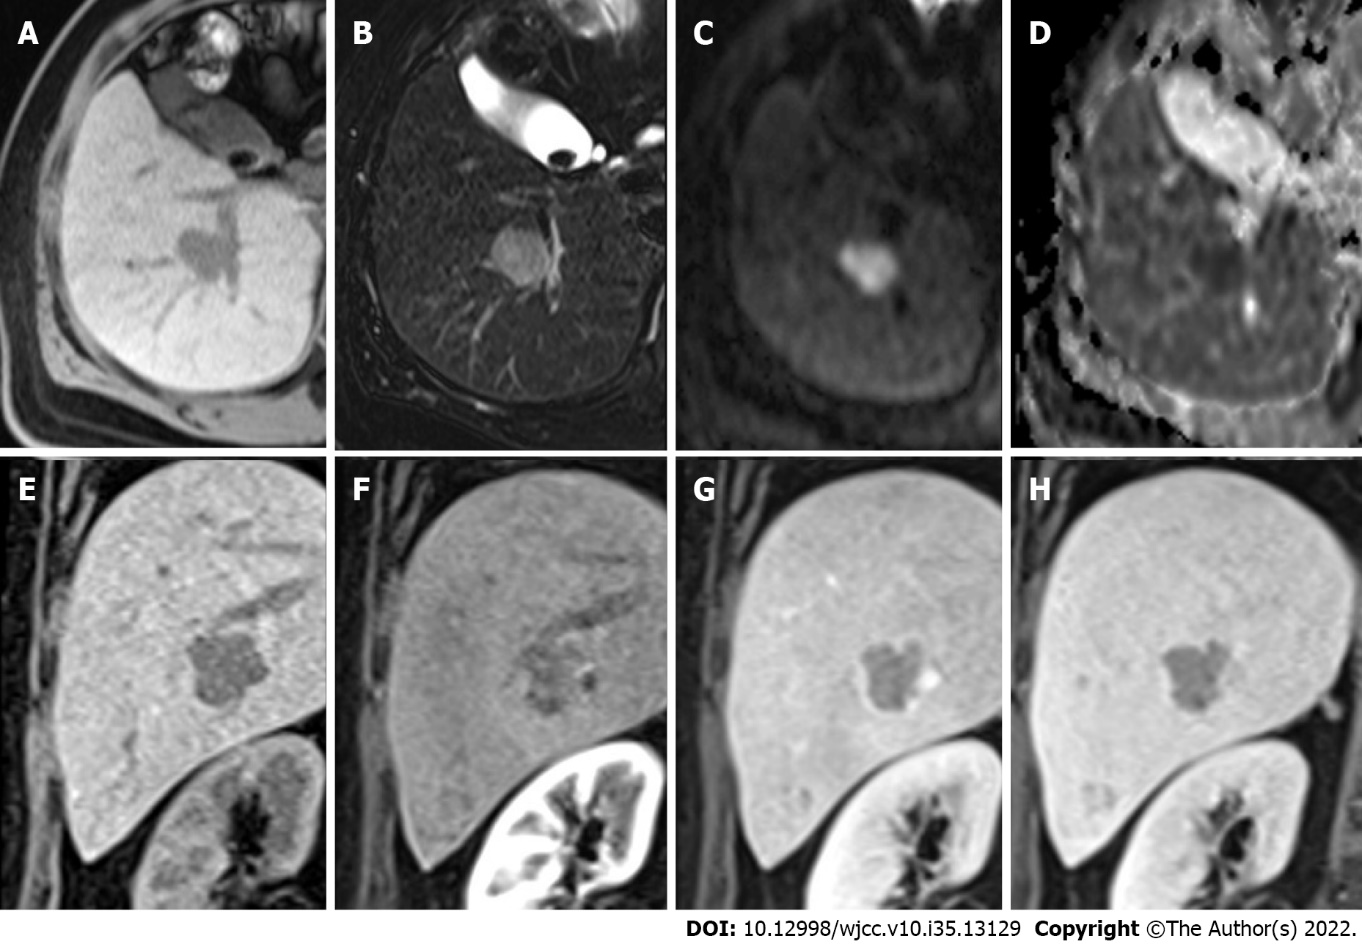 A
B
C
D
E
F
G
H
DOI: 10.12998/wjcc.v10.i35.13129 Copyright ©The Author(s) 2022.